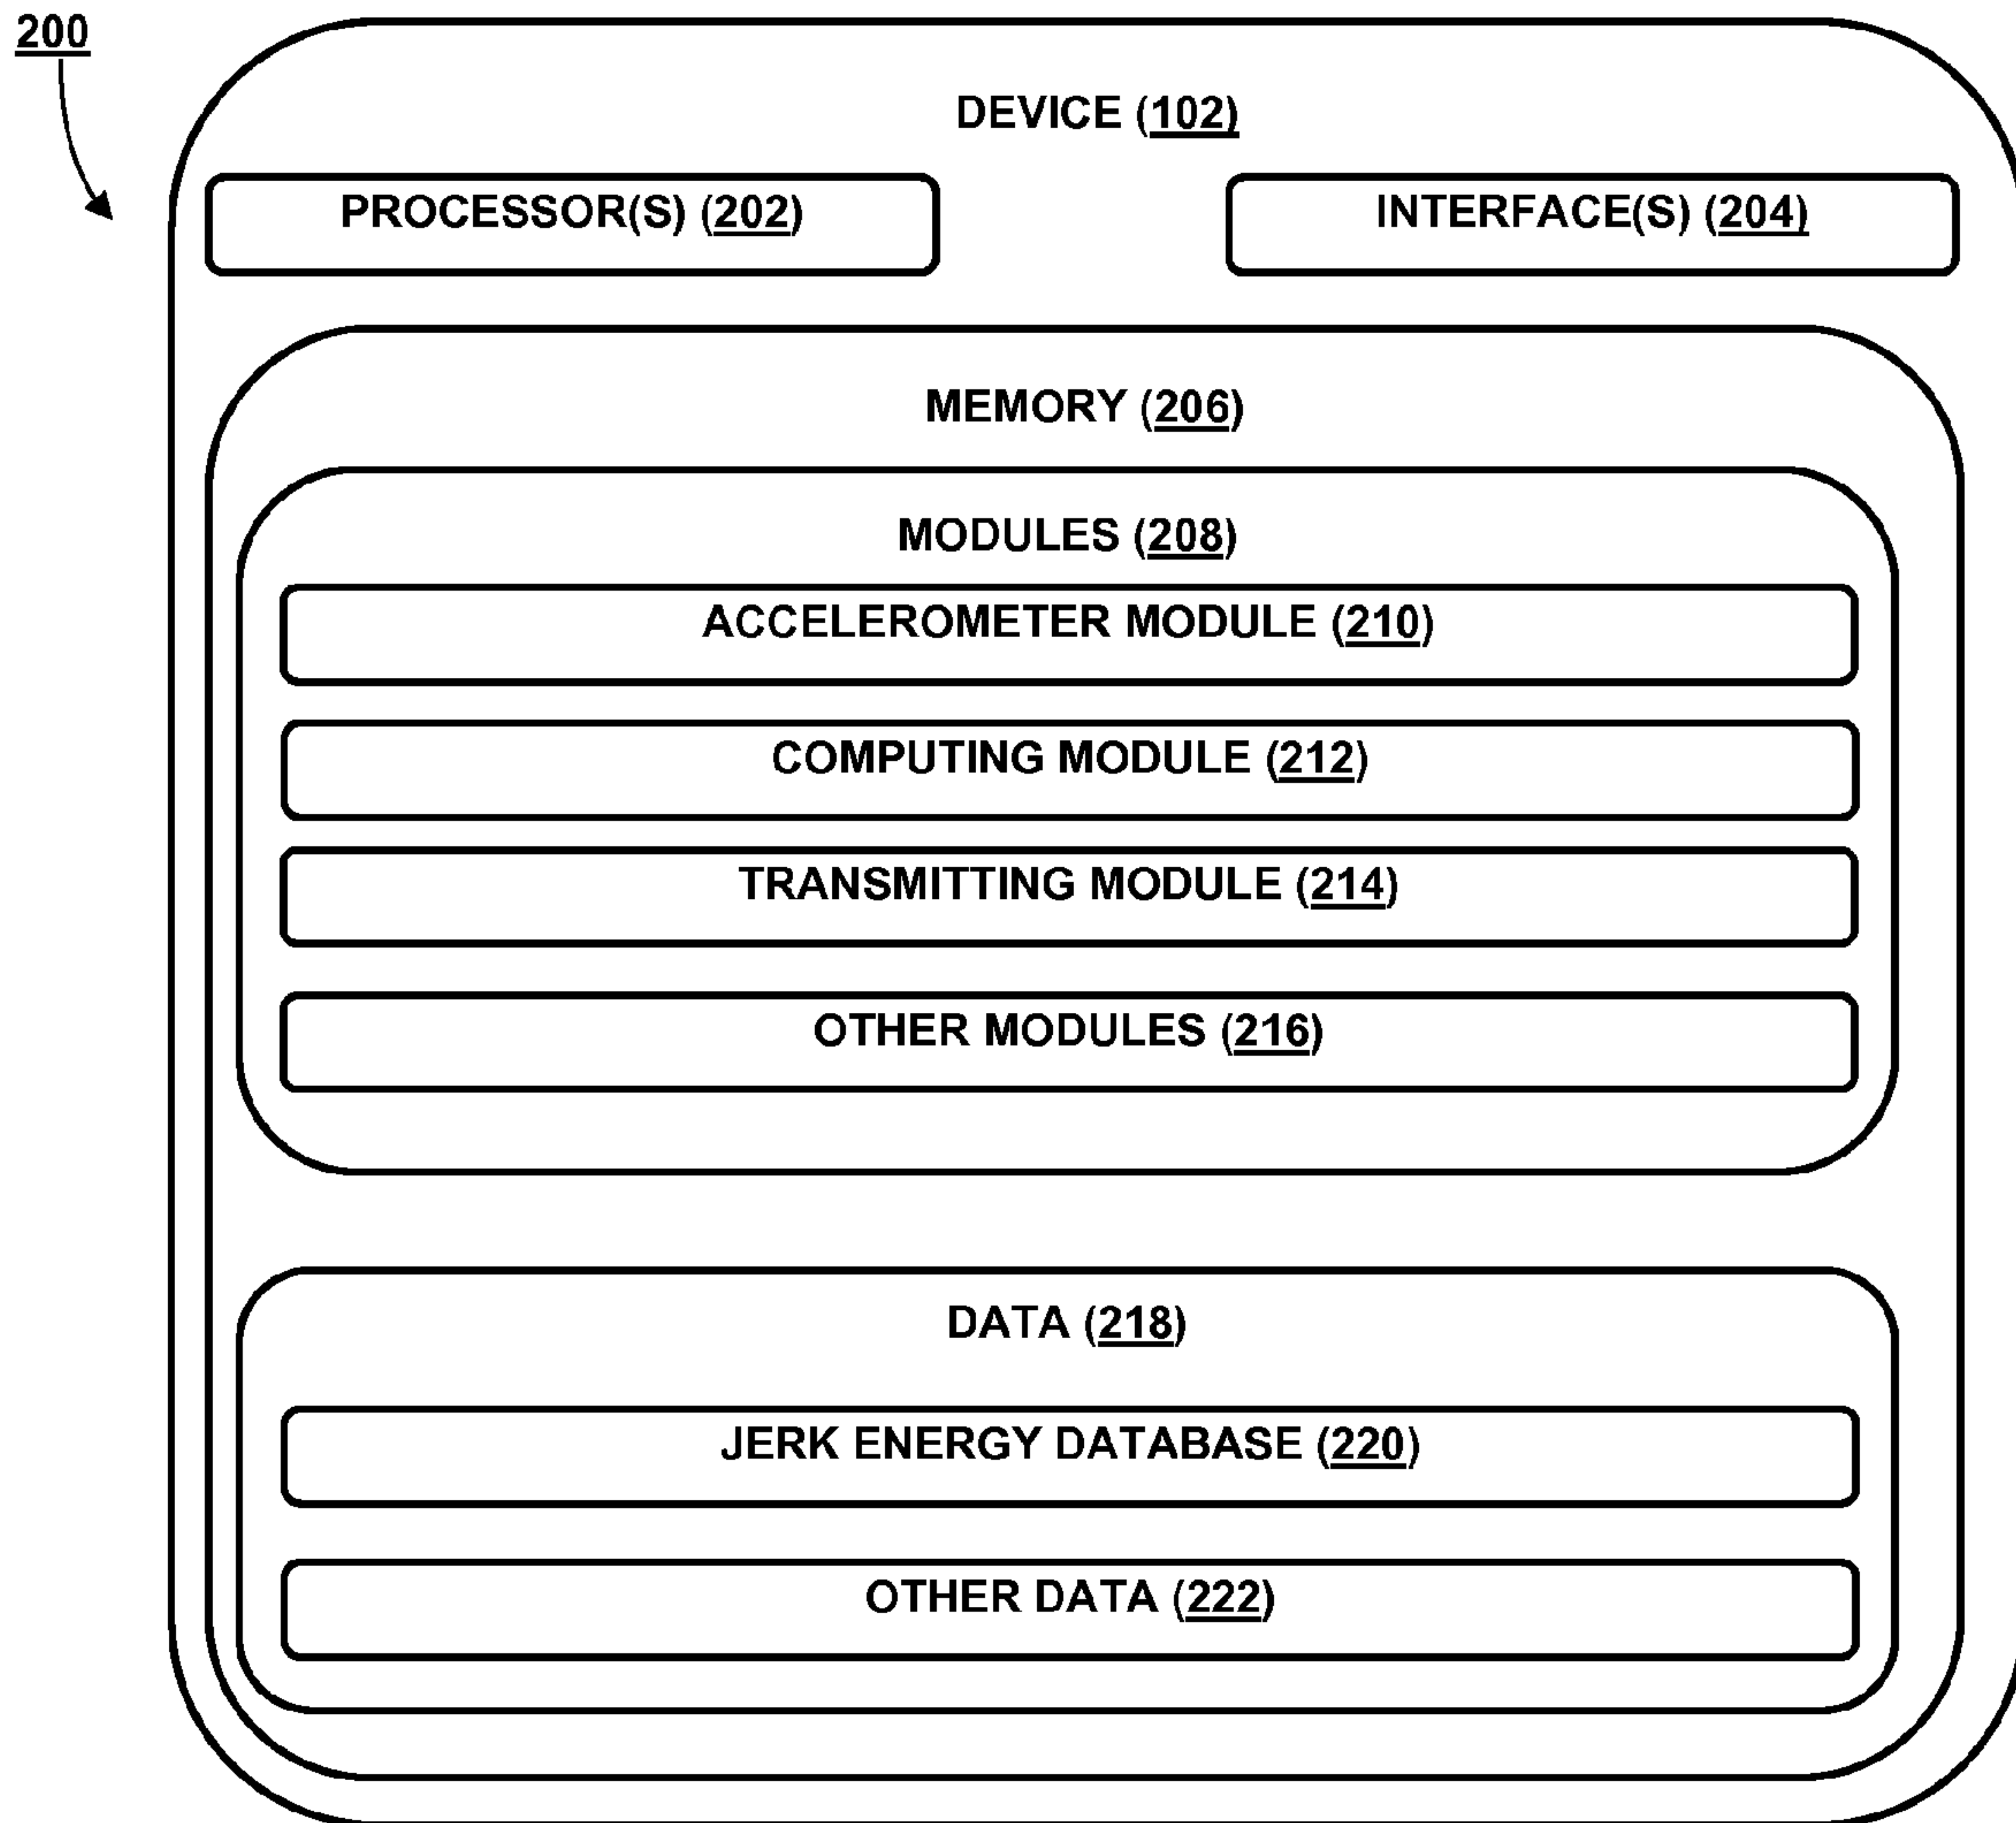 200
DEVICE (102)
PROCESSOR(S) (202)
INTERFACE(S) (204)
MEMORY (206)
MODULES (208)
ACCELEROMETER MODULE (210)
COMPUTING MODULE (212)
TRANSMITTING MODULE (214)
OTHER MODULES (216)
DATA (218)
JERK ENERGY DATABASE (220)
OTHER DATA (222)